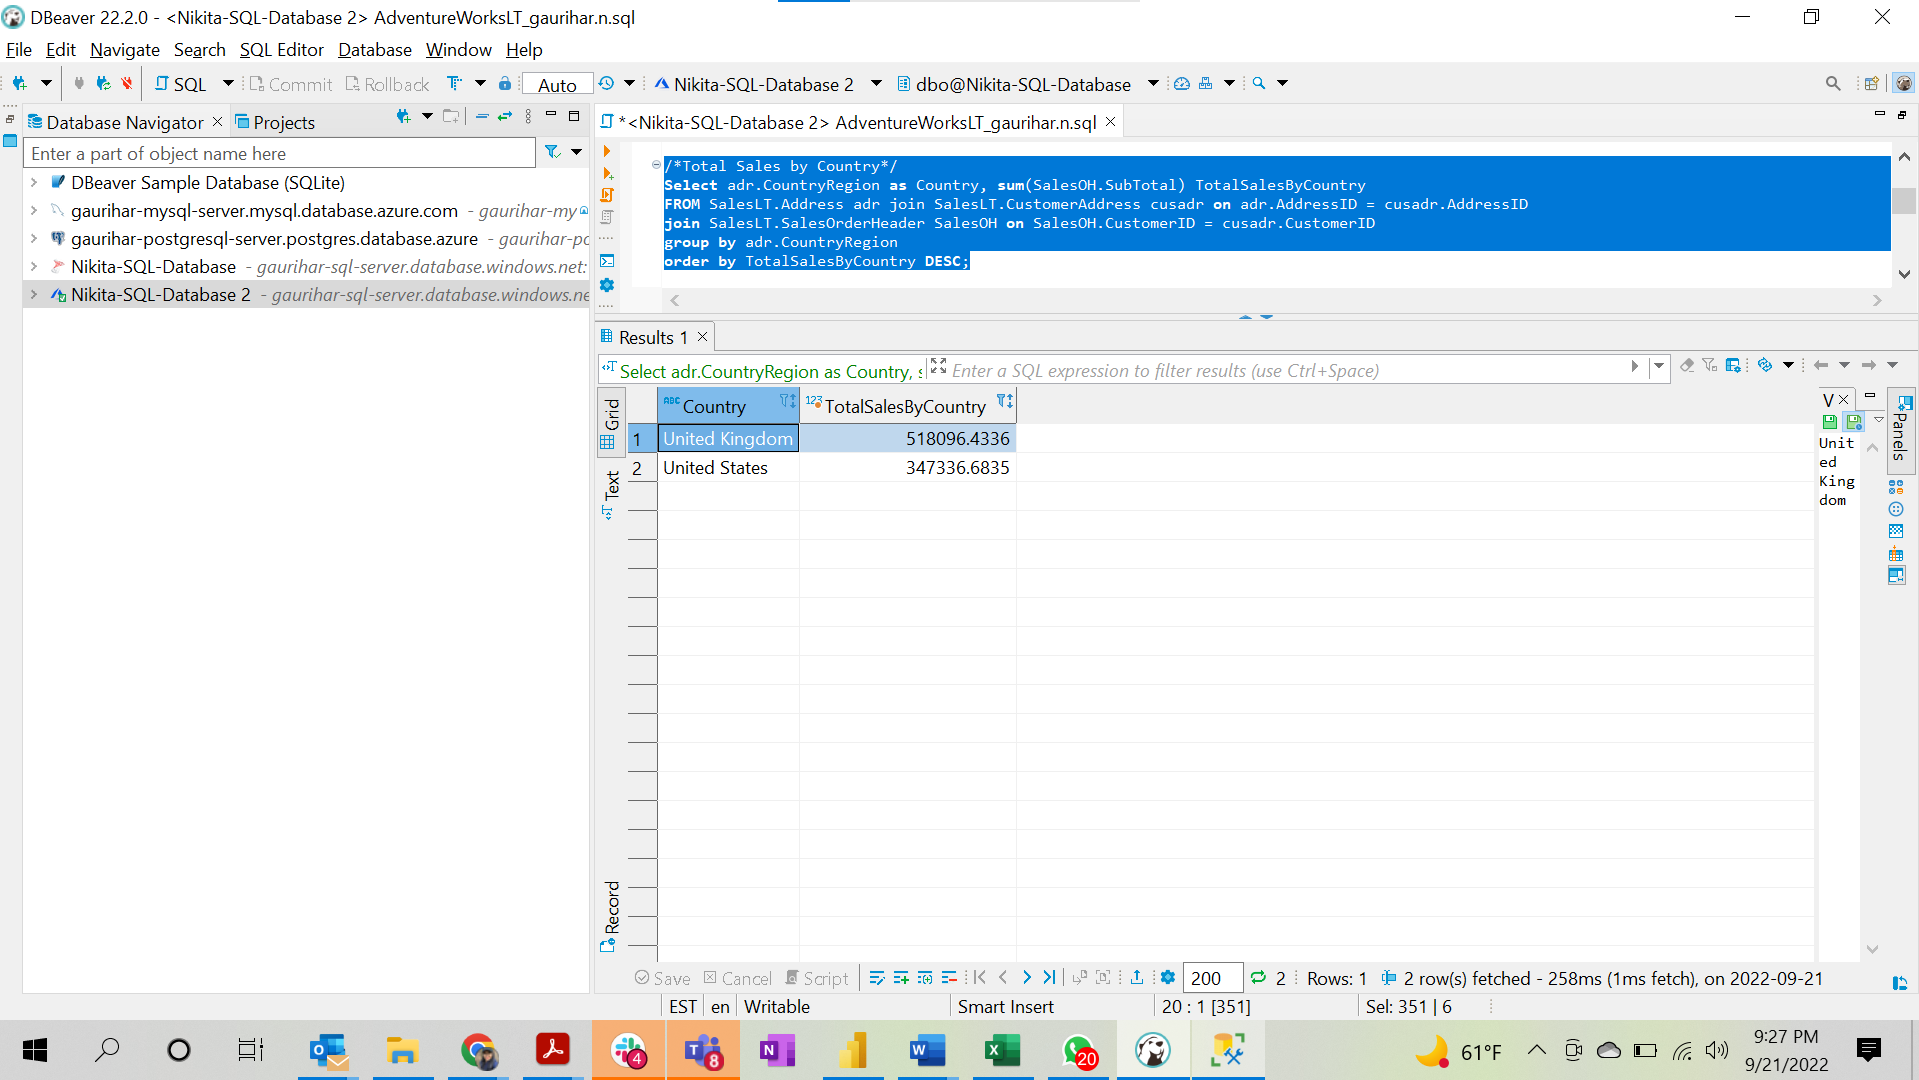 DBeaver 22.2.0 - <Nikita-SQL-Database 2> AdventureWorksLT_gaurihar.n.sql
File Edit Navigate Search SQL Editor Database Window Help
SQL Commit Rollback Auto Nikita-SQL-Database 2 dbo@Nikita-SQL-Database
Database Navigator Projects
Enter a part of object name here
DBeaver Sample Database (SQLite)
gaurihar-mysql-server.mysql.database.azure.com - gaurihar-my
gaurihar-postgresql-server.postgres.database.azure - gaurihar-po
Nikita-SQL-Database - gaurihar-sql-server.database.windows.net:
Nikita-SQL-Database 2 - gaurihar-sql-server.database.windows.ne
*<Nikita-SQL-Database 2> AdventureWorksLT_gaurihar.n.sql
/*Total Sales by Country*/
Select adr.CountryRegion as Country, sum(SalesOH.SubTotal) TotalSalesByCountry
FROM SalesLT.Address adr join SalesLT.CustomerAddress cusadr on adr.AddressID = cusadr.AddressID
join SalesLT.SalesOrderHeader SalesOH on SalesOH.CustomerID = cusadr.CustomerID
group by adr.CountryRegion
order by TotalSalesByCountry DESC;
Results 1
Select adr.CountryRegion as Country, s
Enter a SQL expression to filter results (use Ctrl+Space)
Grid
Text
Record
ABC Country 123 TotalSalesByCountry
1 United Kingdom 518096.4336
2 United States 347336.6835
V
Unit
ed
King
dom
Panels
Save Cancel Script 200 2 Rows: 1 2 row(s) fetched - 258ms (1ms fetch), on 2022-09-21
EST en Writable Smart Insert 20 : 1 [351] Sel: 351 | 6
4
8
20
61°F
9:27 PM
9/21/2022